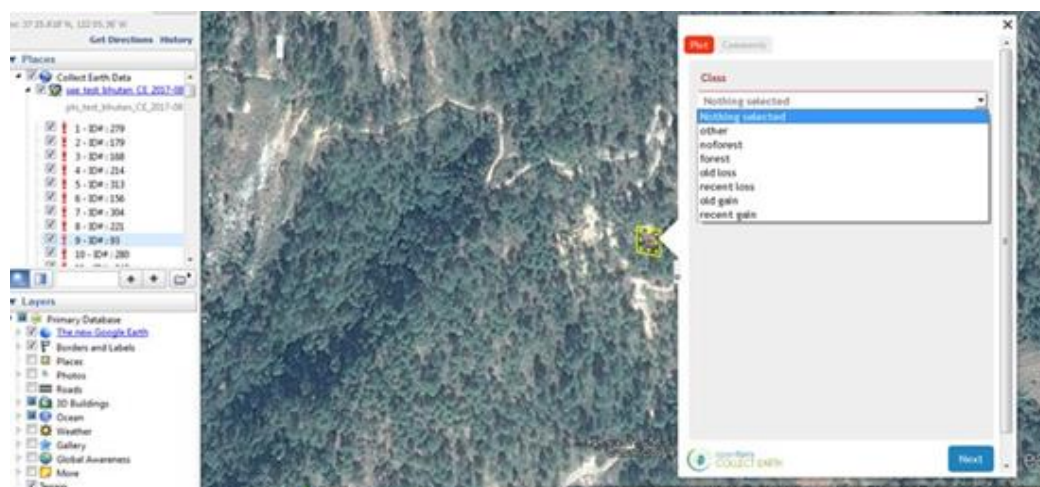 Get Directions History
Places
Collect Earth Data
1 - ID# : 279
2 - ID# : 179
3 - ID# : 168
4 - ID# : 214
5 - ID# : 313
6 - ID# : 156
7 - ID# : 304
8 - ID# : 221
9 - ID# : 93
10 - ID# : 280
Layers
Primary Database
The new Google Earth
Borders and Labels
Places
Photos
Roads
3D Buildings
Ocean
Weather
Gallery
Global Awareness
More
Terrain
Plot Comments
Class
Nothing selected
Nothing selected
other
noforest
forest
old loss
recent loss
old gain
recent gain
COLLECT EARTH
Next